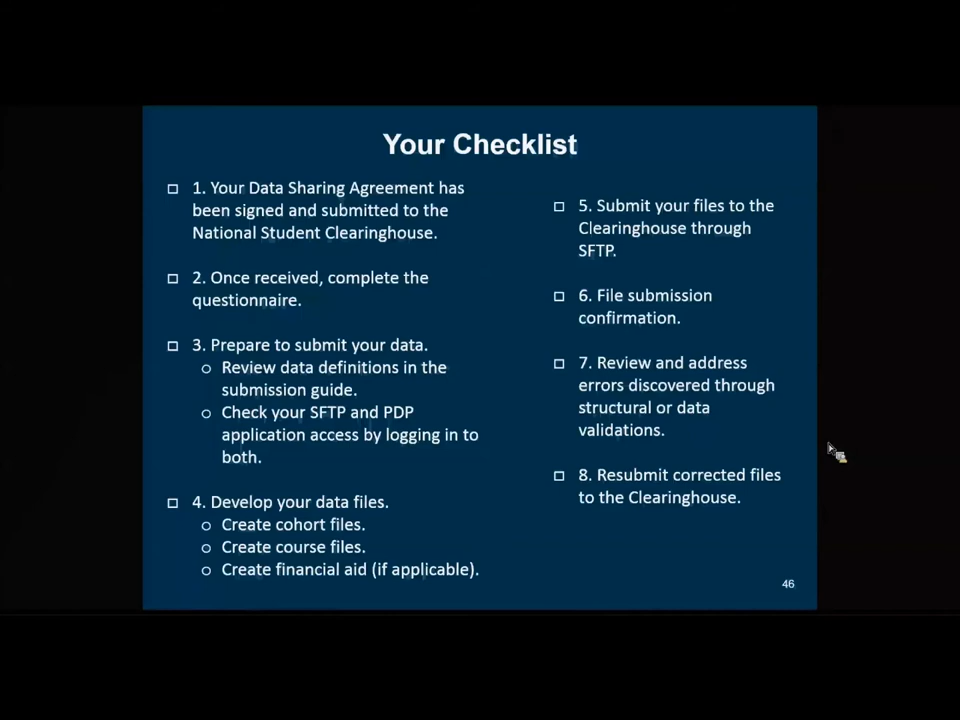 Your Checklist
1. Your Data Sharing Agreement has
been signed and submitted to the
National Student Clearinghouse.
2. Once received, complete the
questionnaire.
3. Prepare to submit your data.
Review data definitions in the
submission guide.
Check your SFTP and PDP
application access by logging in to
both.
4. Develop your data files.
Create cohort files.
Create course files.
Create financial aid (if applicable).
5. Submit your files to the
Clearinghouse through
SFTP.
6. File submission
confirmation.
7. Review and address
errors discovered through
structural or data
validations.
8. Resubmit corrected files
to the Clearinghouse.
46